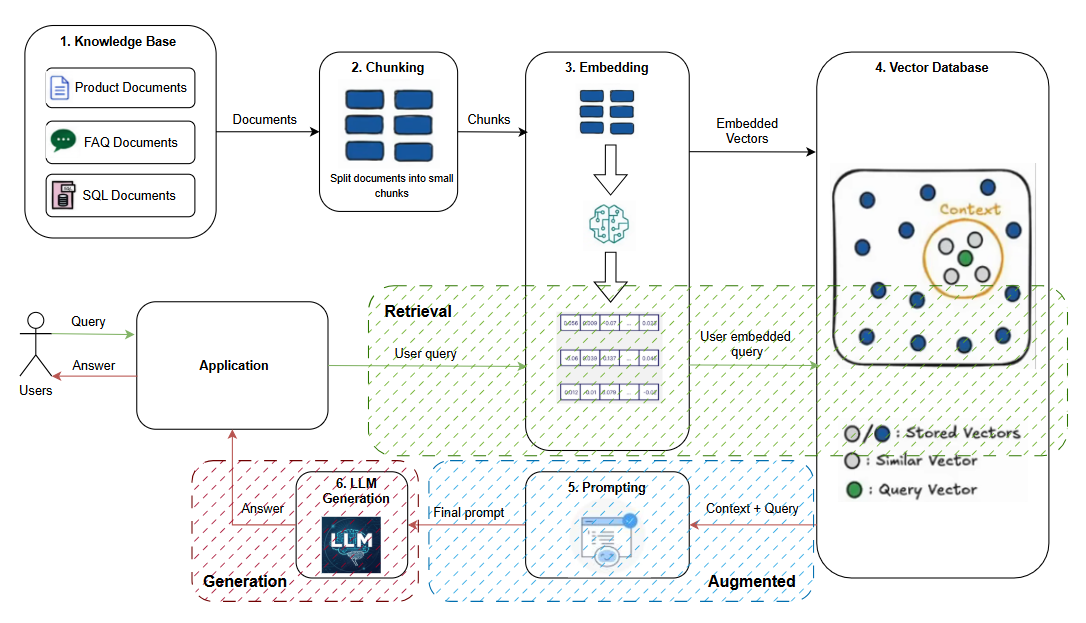 1. Knowledge Base
Product Documents
FAQ Documents
SQL Documents
Documents
2. Chunking
Split documents into small
chunks
Chunks
3. Embedding
Embedded
Vectors
4. Vector Database
Context
Retrieval
Users
Query
Answer
Application
User query
... 
...
...
User embedded
query
/ : Stored Vectors
: Similar Vector
: Query Vector
5. Prompting
Context + Query
Augmented
Final prompt
6. LLM
Generation
LLM
Answer
Generation